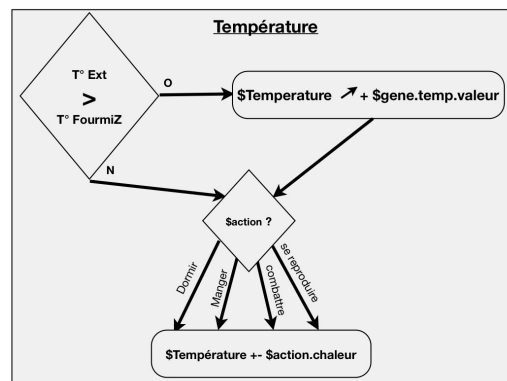 Température
T° Ext
>
T° FourmiZ
O
$Temperature ↗ + $gene.temp.valeur
N
$action ?
Dormir
Manger
combattre
se reproduire
$Température +- $action.chaleur